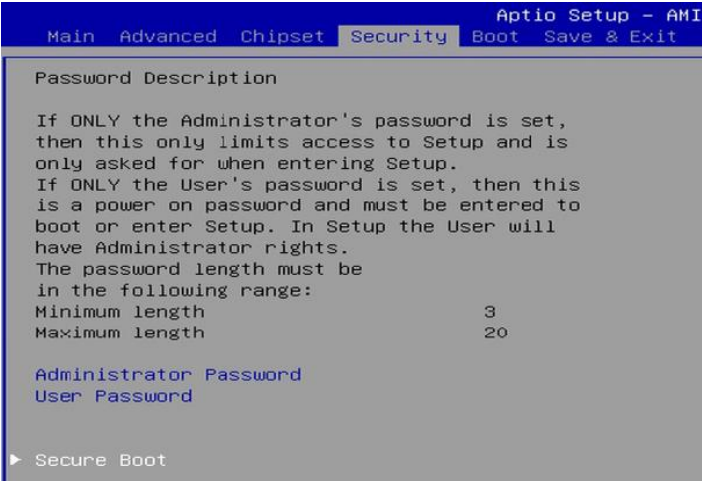 Aptio Setup – AMI
Main Advanced Chipset Security Boot Save & Exit
Password Description
If ONLY the Administrator's password is set,
then this only limits access to Setup and is
only asked for when entering Setup.
If ONLY the User's password is set, then this
is a power on password and must be entered to
boot or enter Setup. In Setup the User will
have Administrator rights.
The password length must be
in the following range:
Minimum length 3
Maximum length 20
Administrator Password
User Password
Secure Boot